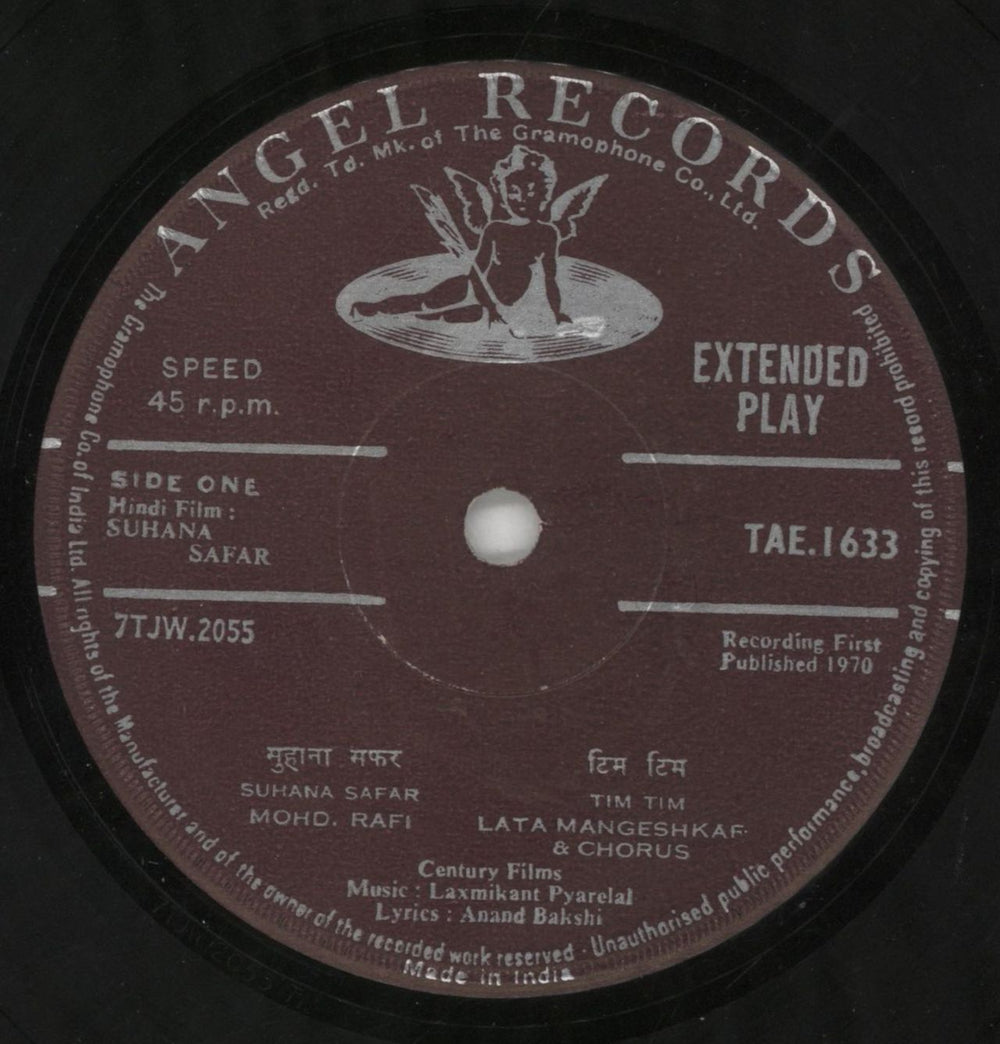 ANGEL RECORDS
Regd. Td. Mk. of The Gramophone Co., Ltd.
SPEED
45 r.p.m.
EXTENDED
PLAY
SIDE ONE
Hindi Film :
SUHANA
SAFAR
TAE.1633
7TJW.2055
Recording First
Published 1970
सुहाना सफर
SUHANA SAFAR
MOHD. RAFI
टिम टिम
TIM TIM
LATA MANGESHKAR
& CHORUS
Century Films
Music : Laxmikant Pyarelal
Lyrics : Anand Bakshi
The Gramophone Co. of India Ltd. All rights of the Manufacturer and of the owner of the recorded work reserved · Unauthorised public performance, broadcasting and copying of this record prohibited
Made in India